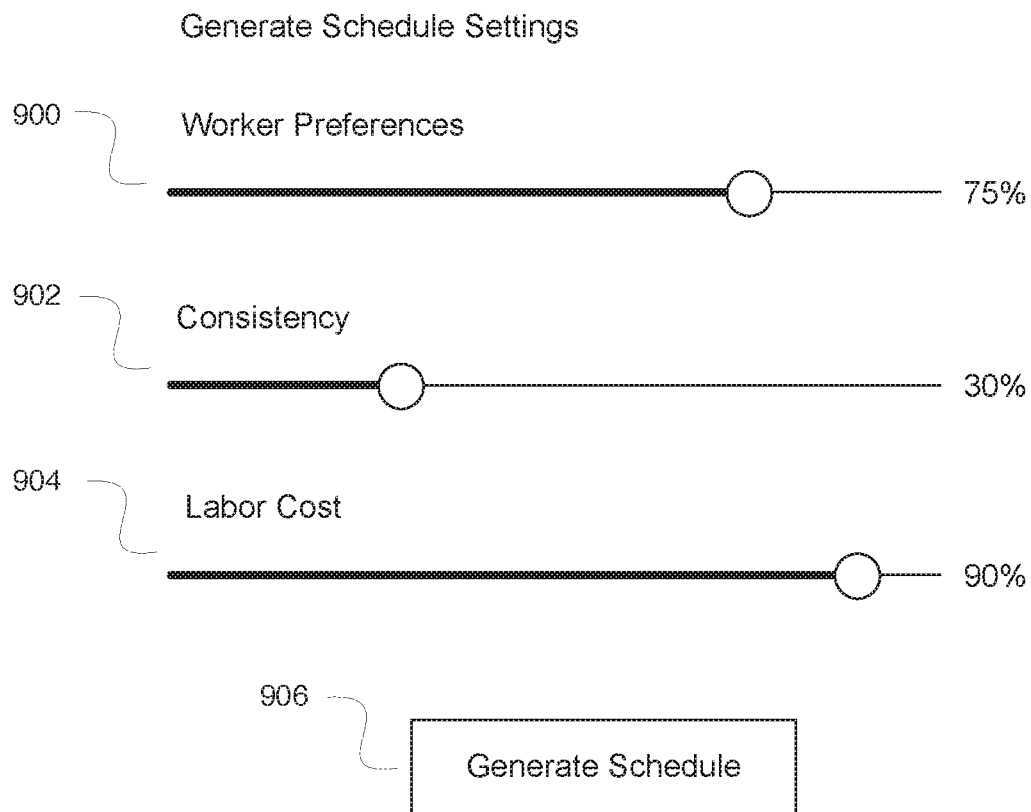 Generate Schedule Settings
900
Worker Preferences
75%
902
Consistency
30%
904
Labor Cost
90%
906
Generate Schedule